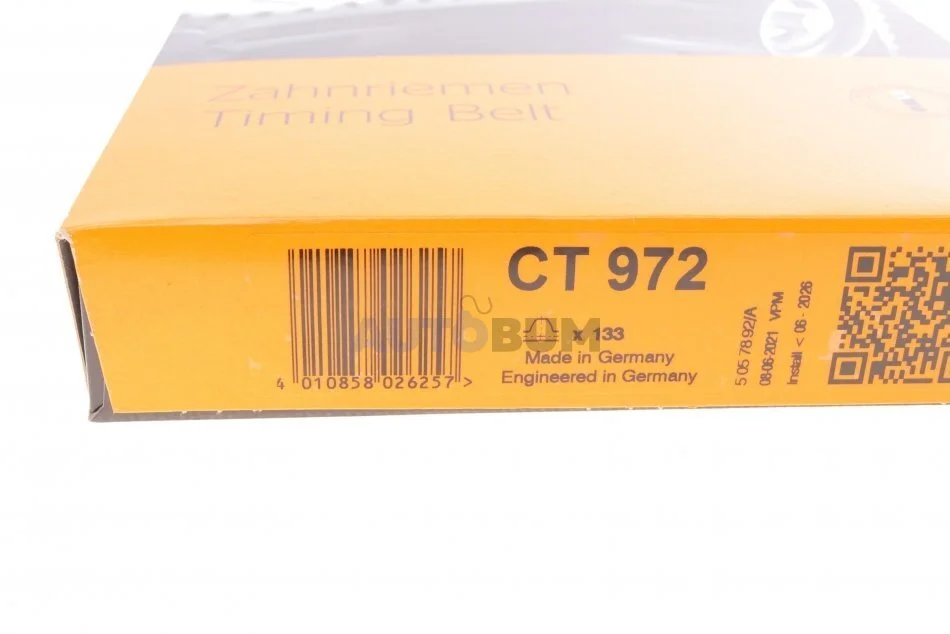 Zahnriemen
Timing Belt
CT 972
x 133
Made in Germany
Engineered in Germany
4 010858 026257 >
5 05 78 92/A
08-06-2021 VPM
Install < 06 - 2026
AUTOBUM